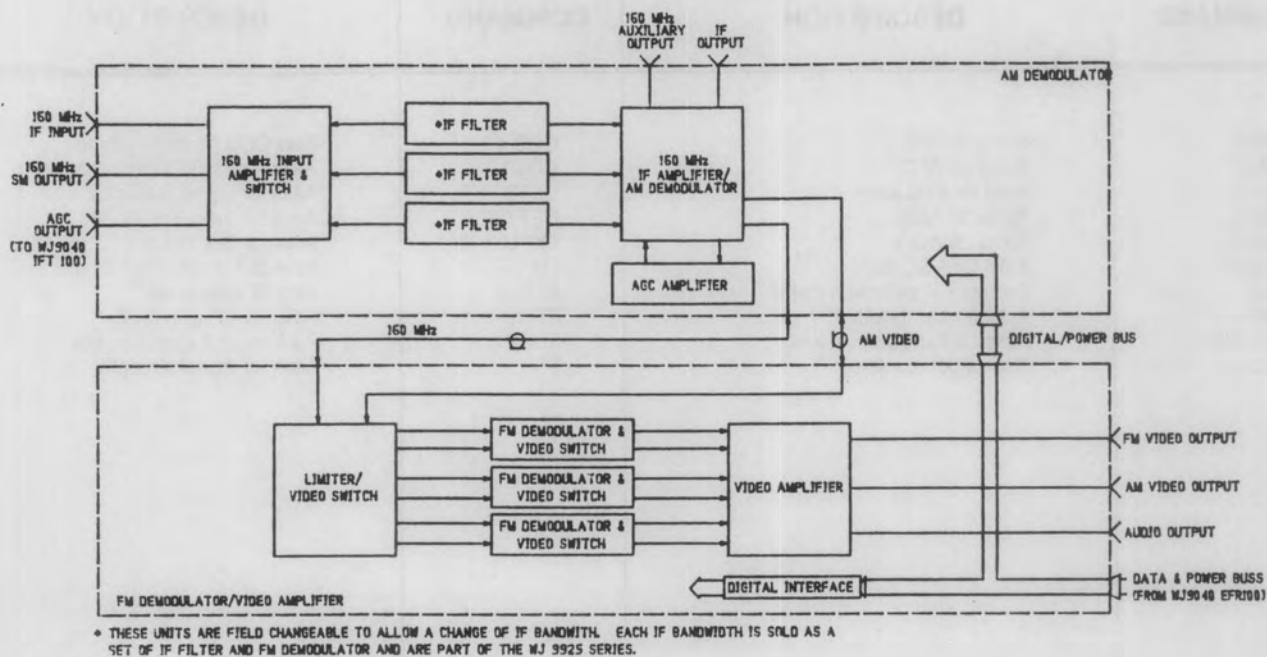 160 MHz
AUXILIARY
OUTPUT
IF
OUTPUT
AM DEMODULATOR
160 MHz
IF INPUT
160 MHz
SM OUTPUT
AGC
OUTPUT
(TO WJ9040
IFT 100)
160 MHz INPUT
AMPLIFIER &
SWITCH
*IF FILTER
*IF FILTER
*IF FILTER
160 MHz
IF AMPLIFIER/
AM DEMODULATOR
AGC AMPLIFIER
160 MHz
AM VIDEO
DIGITAL/POWER BUS
LIMITER/
VIDEO SWITCH
FM DEMODULATOR &
VIDEO SWITCH
FM DEMODULATOR &
VIDEO SWITCH
FM DEMODULATOR &
VIDEO SWITCH
VIDEO AMPLIFIER
FM VIDEO OUTPUT
AM VIDEO OUTPUT
AUDIO OUTPUT
DIGITAL INTERFACE
DATA & POWER BUSS
(FROM WJ9040 EFR100)
FM DEMODULATOR/VIDEO AMPLIFIER
* THESE UNITS ARE FIELD CHANGEABLE TO ALLOW A CHANGE OF IF BANDWITH. EACH IF BANDWIDTH IS SOLD AS A
SET OF IF FILTER AND FM DEMODULATOR AND ARE PART OF THE WJ 9925 SERIES.